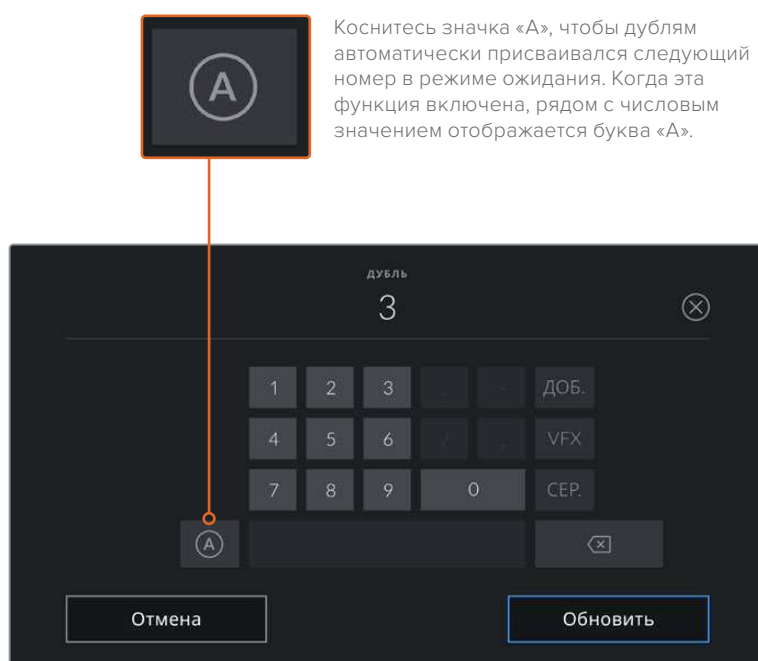 A
Коснитесь значка «А», чтобы дублям
автоматически присваивался следующий
номер в режиме ожидания. Когда эта
функция включена, рядом с числовым
значением отображается буква «А».
ДУБЛЬ
3
1 2 3 , - ДОБ.
4 5 6 / . VFX
7 8 9 0 СЕР.
A
Отмена Обновить